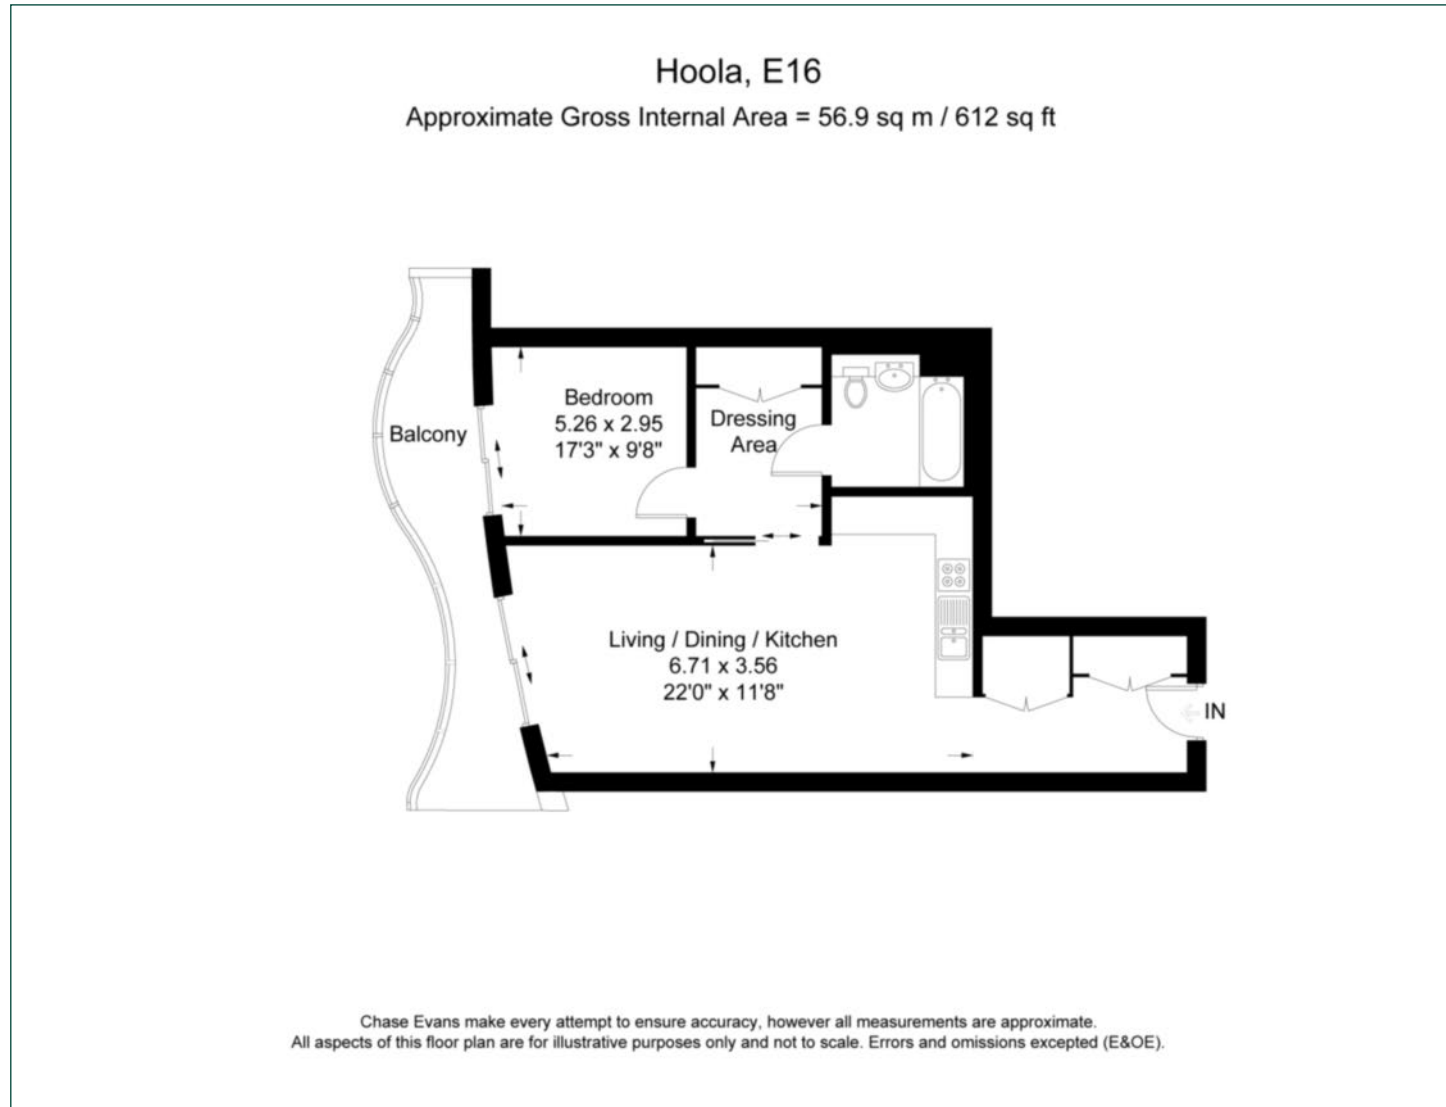 Hoola, E16
Approximate Gross Internal Area = 56.9 sq m / 612 sq ft
Bedroom
5.26 x 2.95
17'3" x 9'8"
Dressing
Area
Balcony
Living / Dining / Kitchen
6.71 x 3.56
22'0" x 11'8"
IN
Chase Evans make every attempt to ensure accuracy, however all measurements are approximate.
All aspects of this floor plan are for illustrative purposes only and not to scale. Errors and omissions excepted (E&OE).